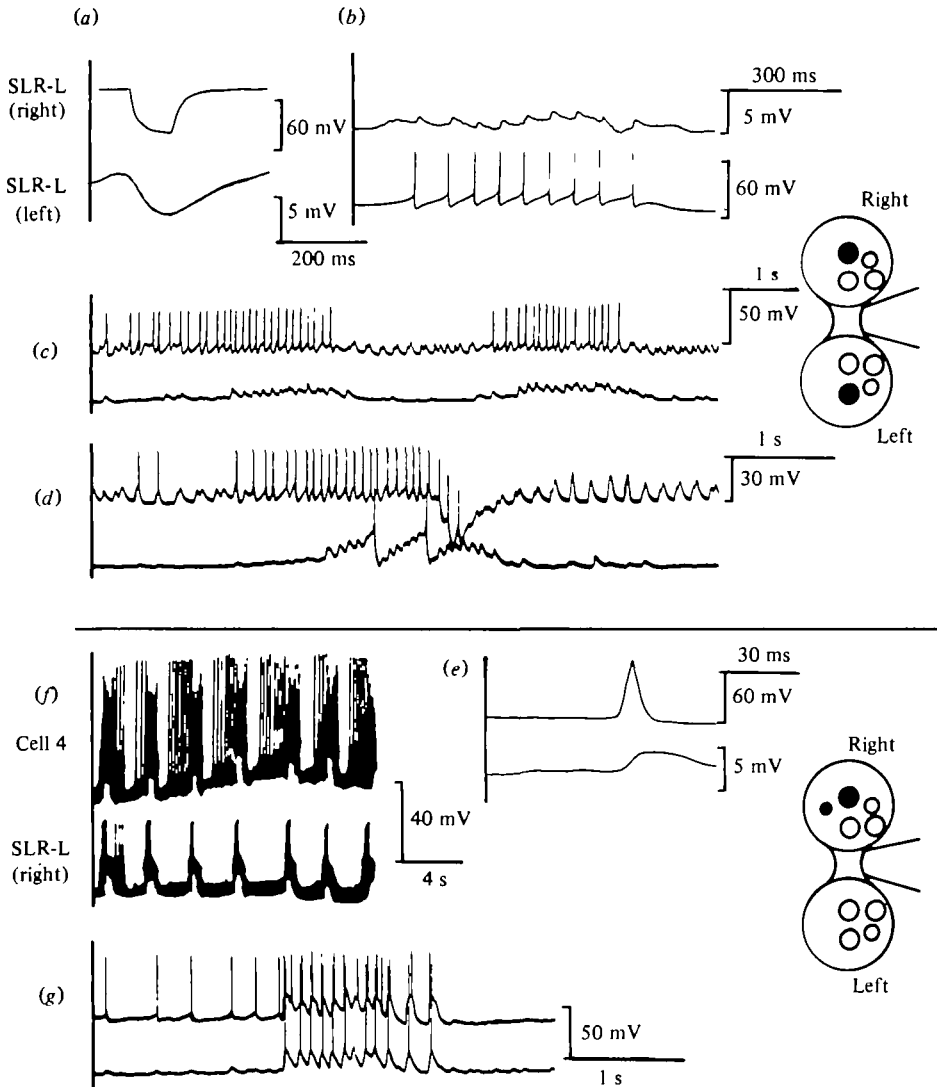 (a)
(b)
SLR-L
(right)
60 mV
300 ms
5 mV
SLR-L
(left)
5 mV
200 ms
60 mV
Right
(c)
1 s
50 mV
Left
(d)
1 s
30 mV
(f)
(e)
30 ms
60 mV
Cell 4
5 mV
Right
40 mV
SLR-L
(right)
4 s
Left
(g)
50 mV
1 s